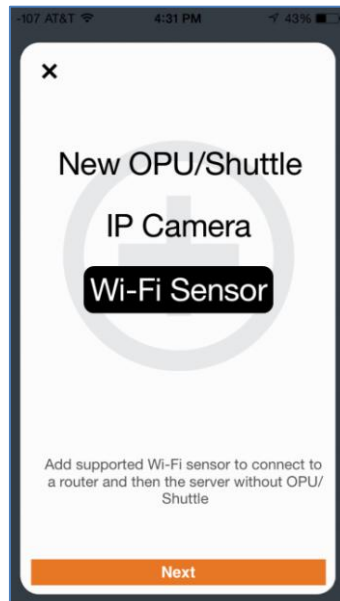 -107 AT&T 4:31 PM 43%
×
New OPU/Shuttle
IP Camera
Wi-Fi Sensor
Add supported Wi-Fi sensor to connect to
a router and then the server without OPU/
Shuttle
Next